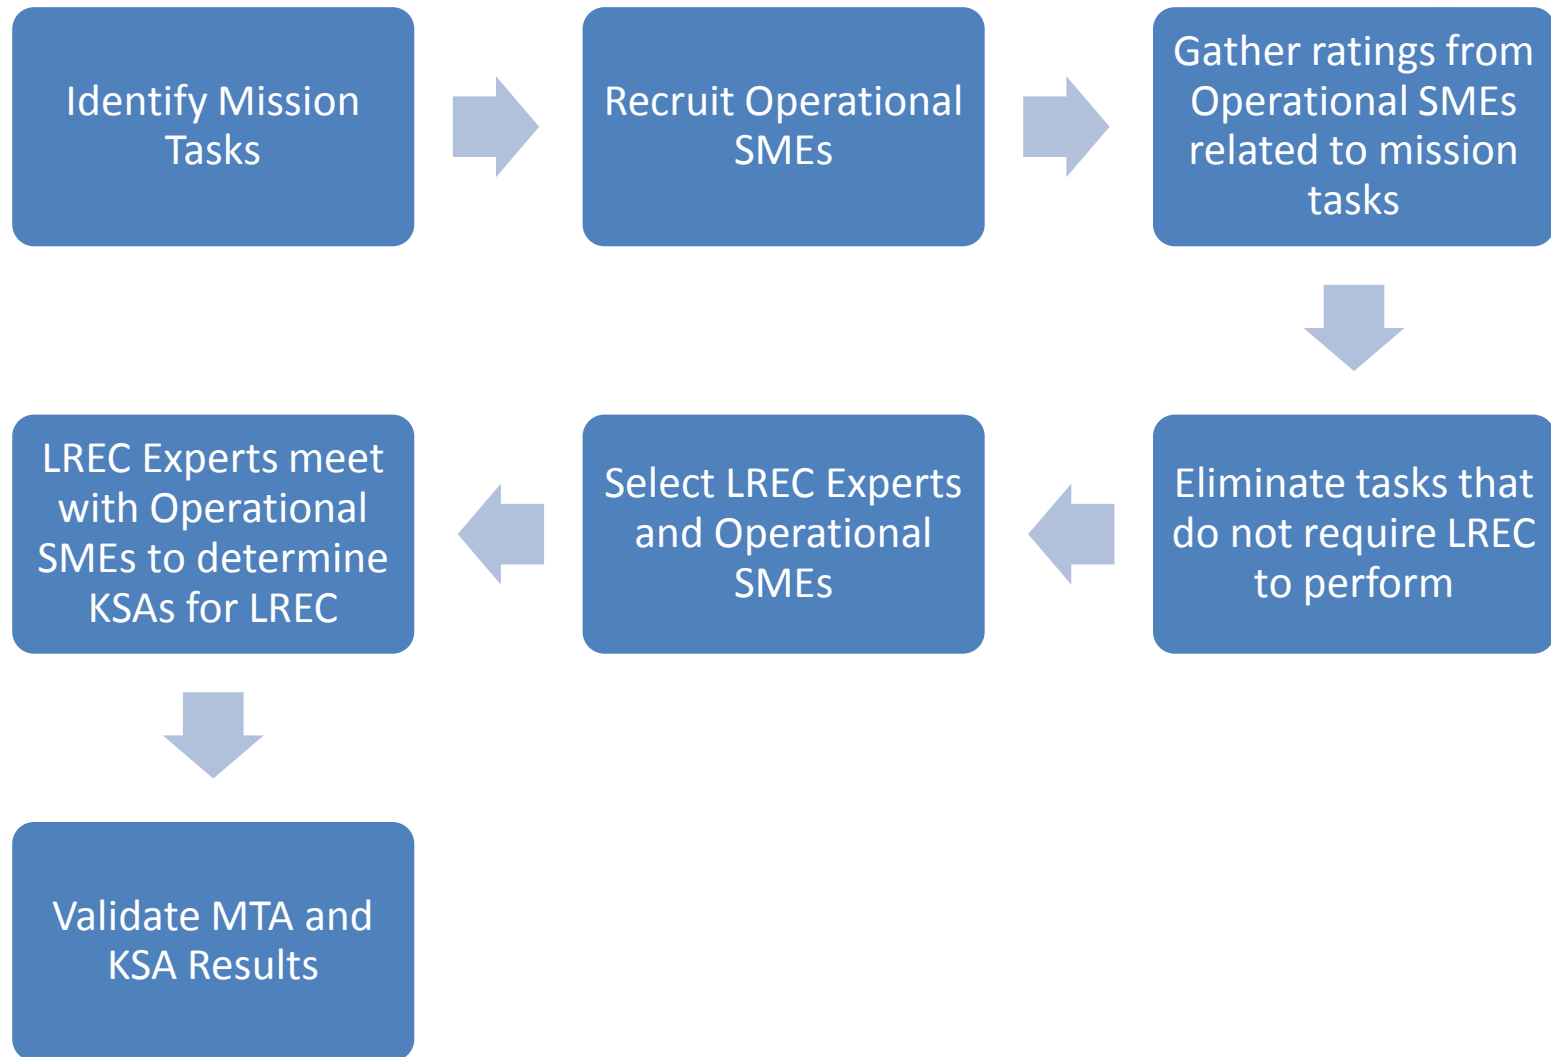 Identify Mission
Tasks
Recruit Operational
SMEs
Gather ratings from
Operational SMEs
related to mission
tasks
Eliminate tasks that
do not require LREC
to perform
Select LREC Experts
and Operational
SMEs
LREC Experts meet
with Operational
SMEs to determine
KSAs for LREC
Validate MTA and
KSA Results